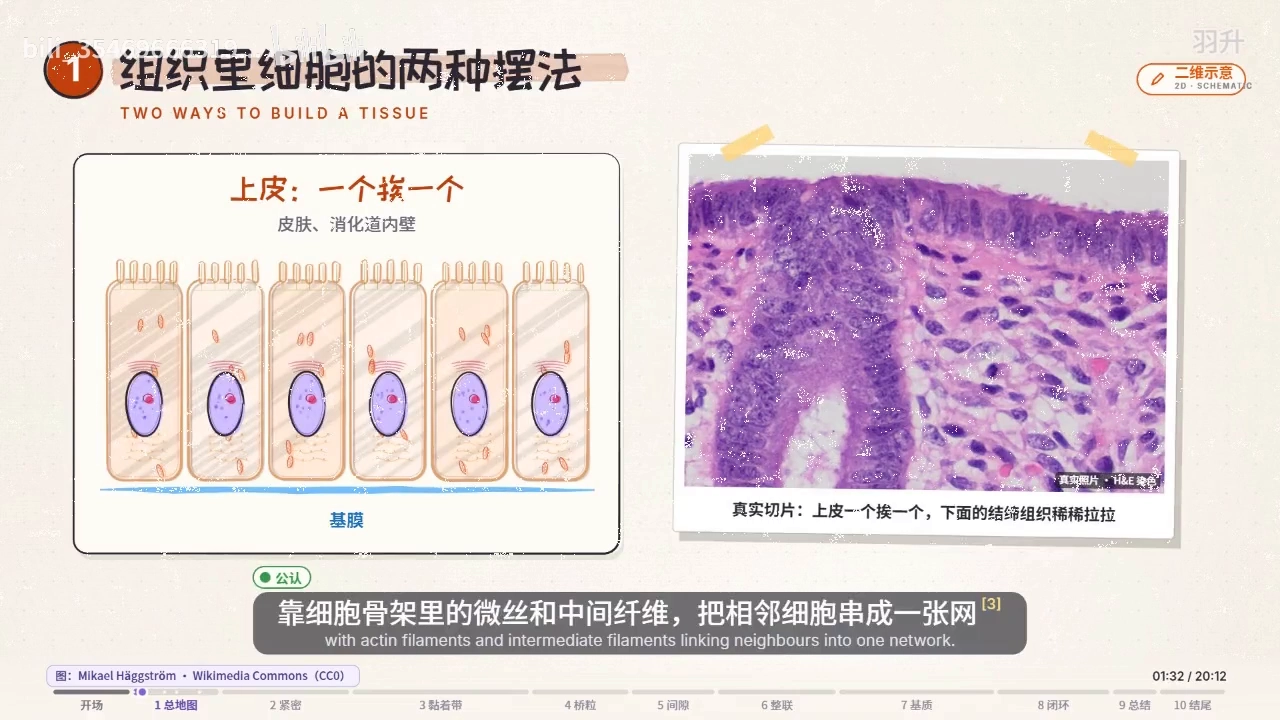 羽升
1
组织里细胞的两种摆法
TWO WAYS TO BUILD A TISSUE
二维示意
2D · SCHEMATIC
上皮：一个挨一个
皮肤、消化道内壁
基膜
真实照片 · H&E 染色
真实切片：上皮一个挨一个，下面的结缔组织稀稀拉拉
公认
靠细胞骨架里的微丝和中间纤维，把相邻细胞串成一张网 [3]
with actin filaments and intermediate filaments linking neighbours into one network.
图：Mikael Häggström · Wikimedia Commons（CC0）
01:32 / 20:12
开场
1 总地图
2 紧密
3 黏着带
4 桥粒
5 间隙
6 整联
7 基质
8 闭环
9 总结
10 结尾